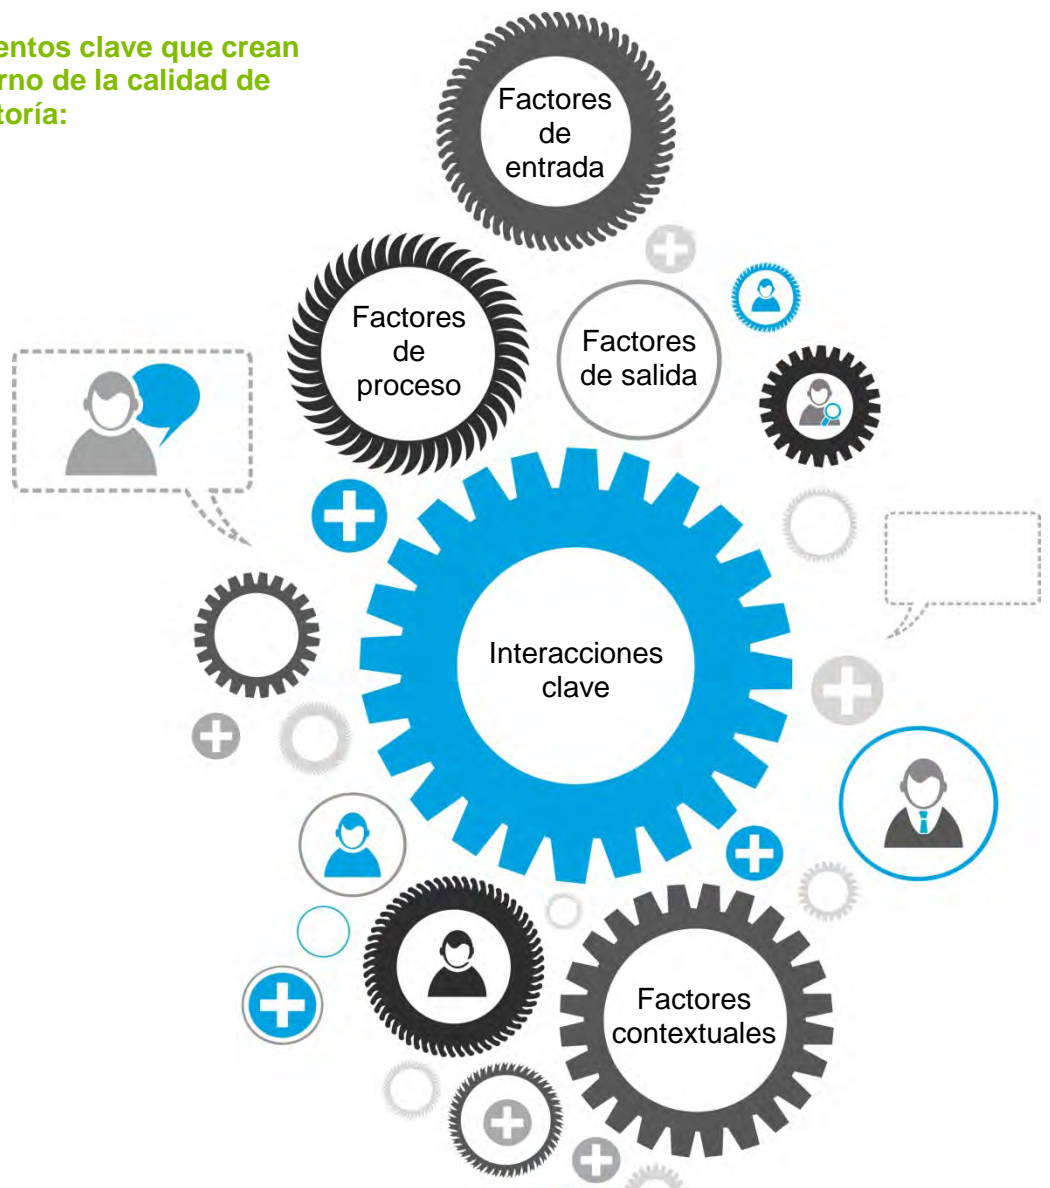 entos clave que crean
rno de la calidad de
toría:
Factores
de
entrada
Factores
de
proceso
Factores
de salida
Interacciones
clave
Factores
contextuales